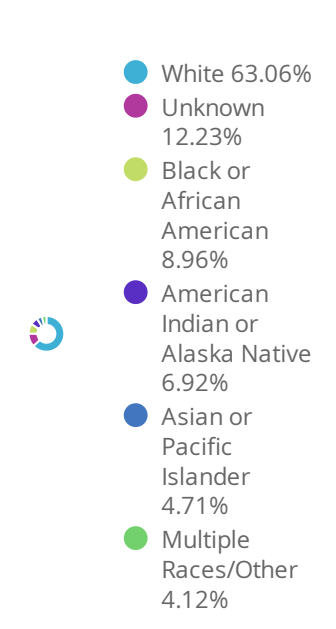 White 63.06%
Unknown
12.23%
Black or
African
American
8.96%
American
Indian or
Alaska Native
6.92%
Asian or
Pacific
Islander
4.71%
Multiple
Races/Other
4.12%